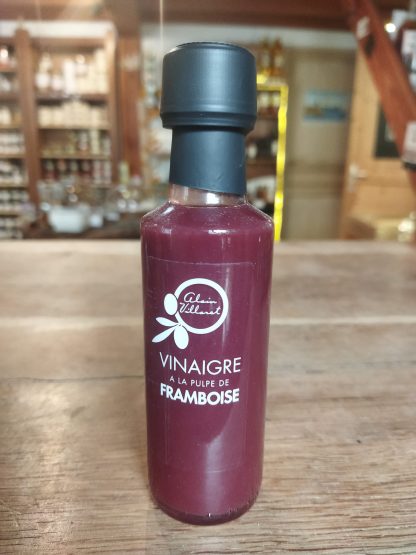 Alain
Villaret
VINAIGRE
A LA PULPE DE
FRAMBOISE